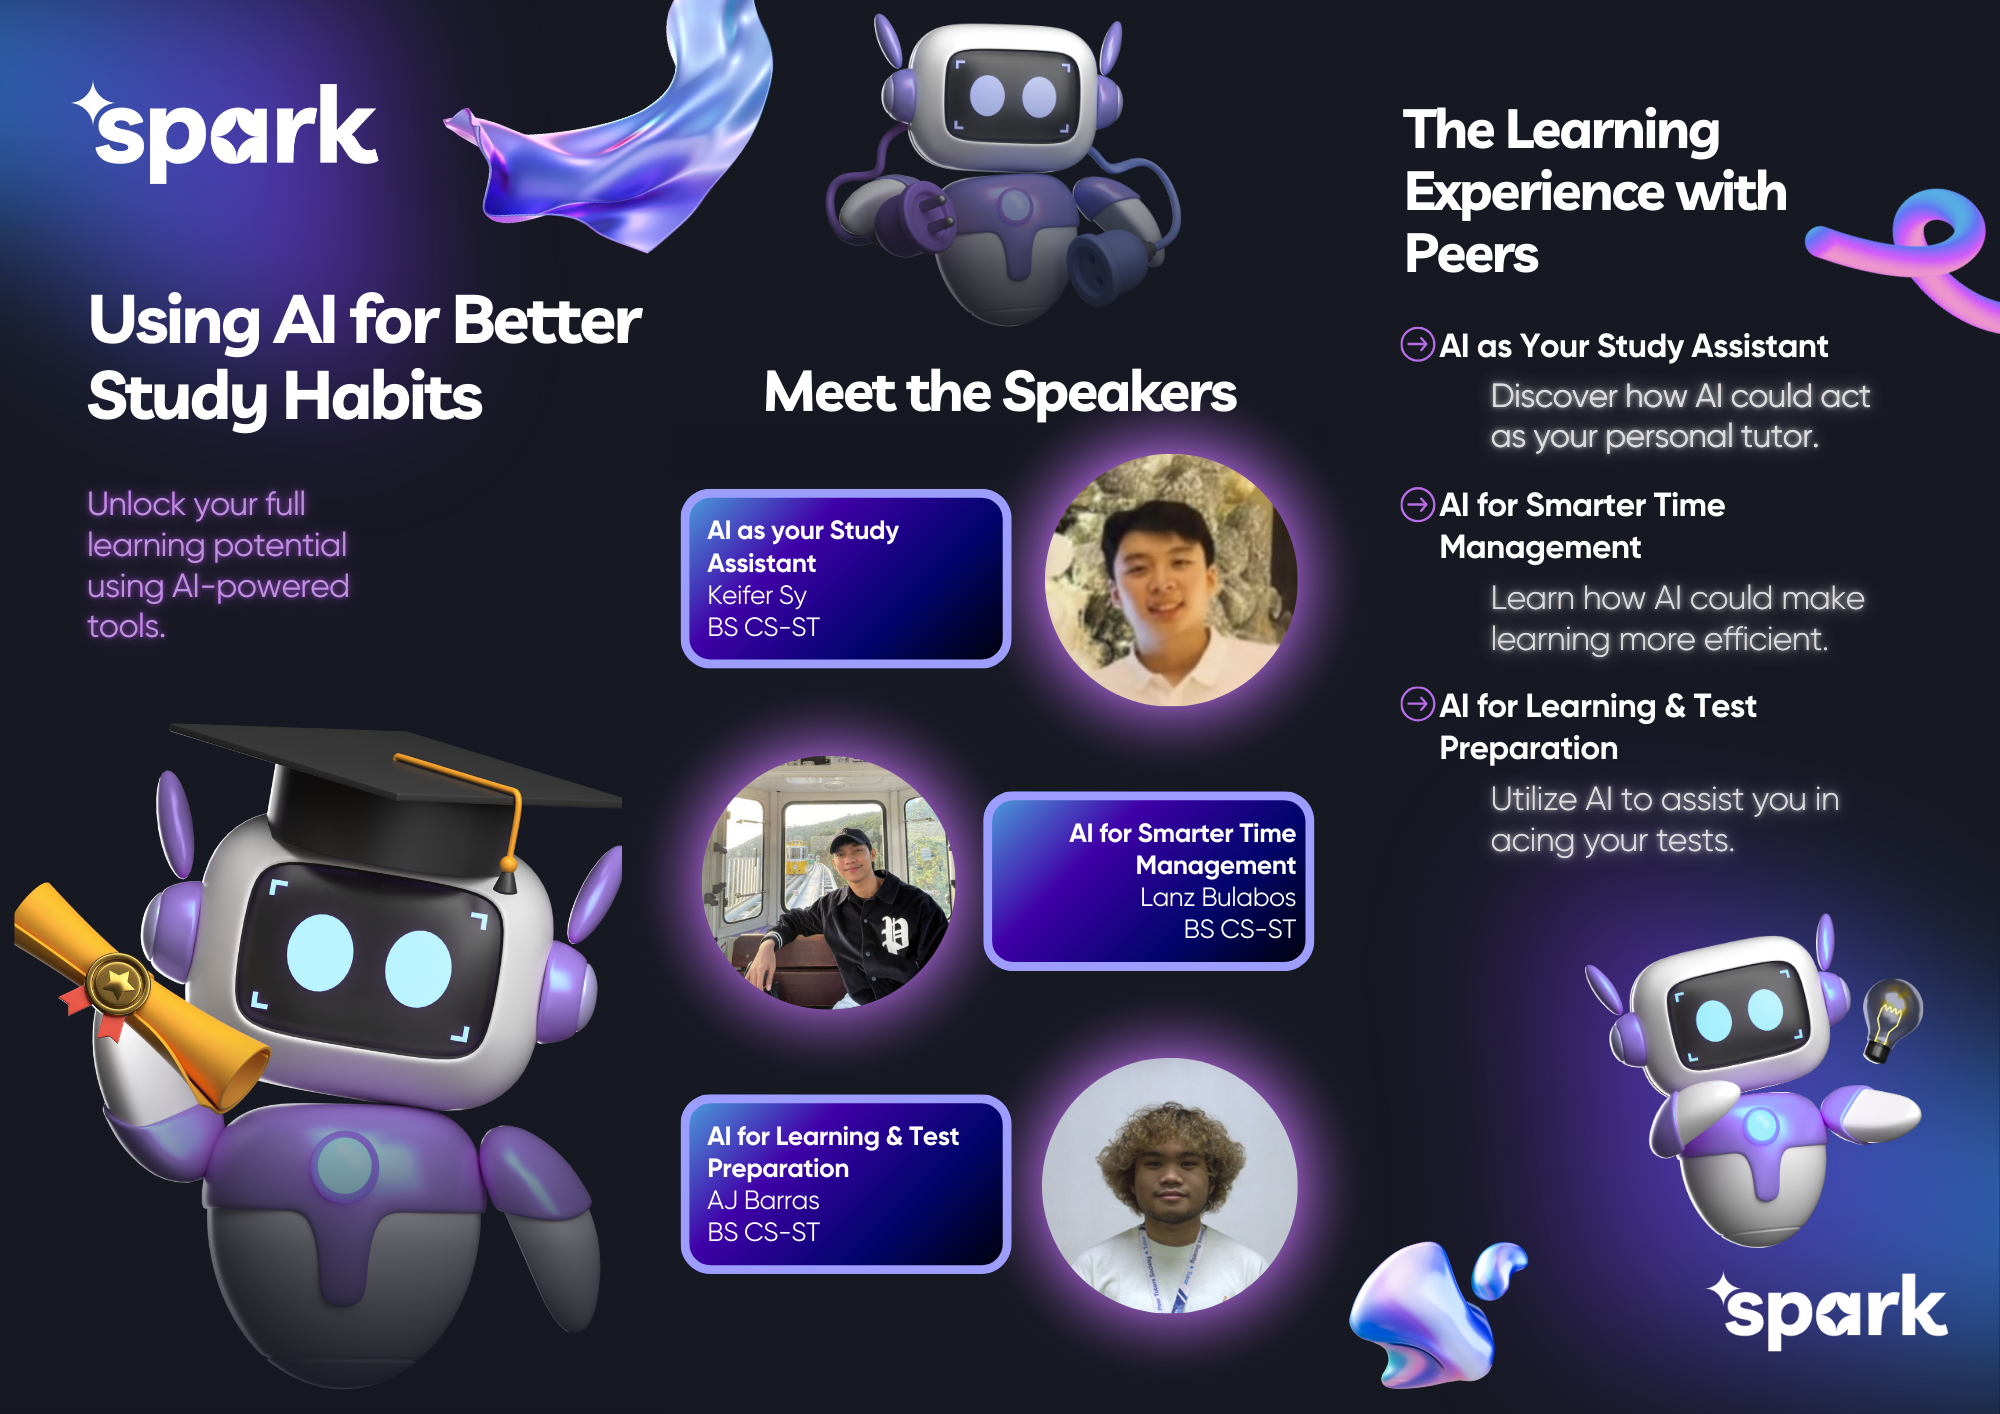 spark
Using AI for Better
Study Habits
Unlock your full
learning potential
using AI-powered
tools.
Meet the Speakers
AI as your Study
Assistant
Keifer Sy
BS CS-ST
AI for Smarter Time
Management
Lanz Bulabos
BS CS-ST
AI for Learning & Test
Preparation
AJ Barras
BS CS-ST
The Learning
Experience with
Peers
AI as Your Study Assistant
Discover how AI could act
as your personal tutor.
AI for Smarter Time
Management
Learn how AI could make
learning more efficient.
AI for Learning & Test
Preparation
Utilize AI to assist you in
acing your tests.
spark